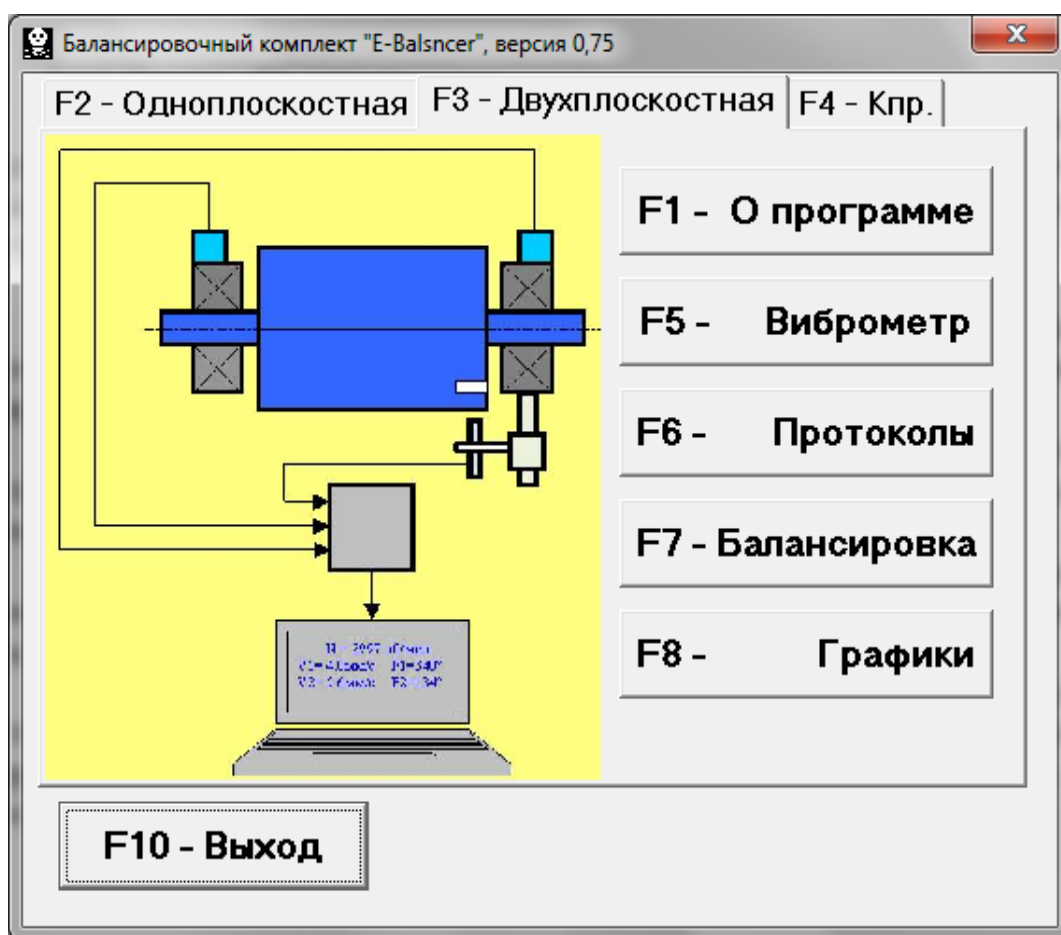 Балансировочный комплект "E-Balsncer", версия 0,75
F2 - Одноплоскостная F3 - Двухплоскостная F4 - Кпр.
F1 - О программе
F5 - Виброметр
F6 - Протоколы
F7 - Балансировка
F8 - Графики
F10 - Выход